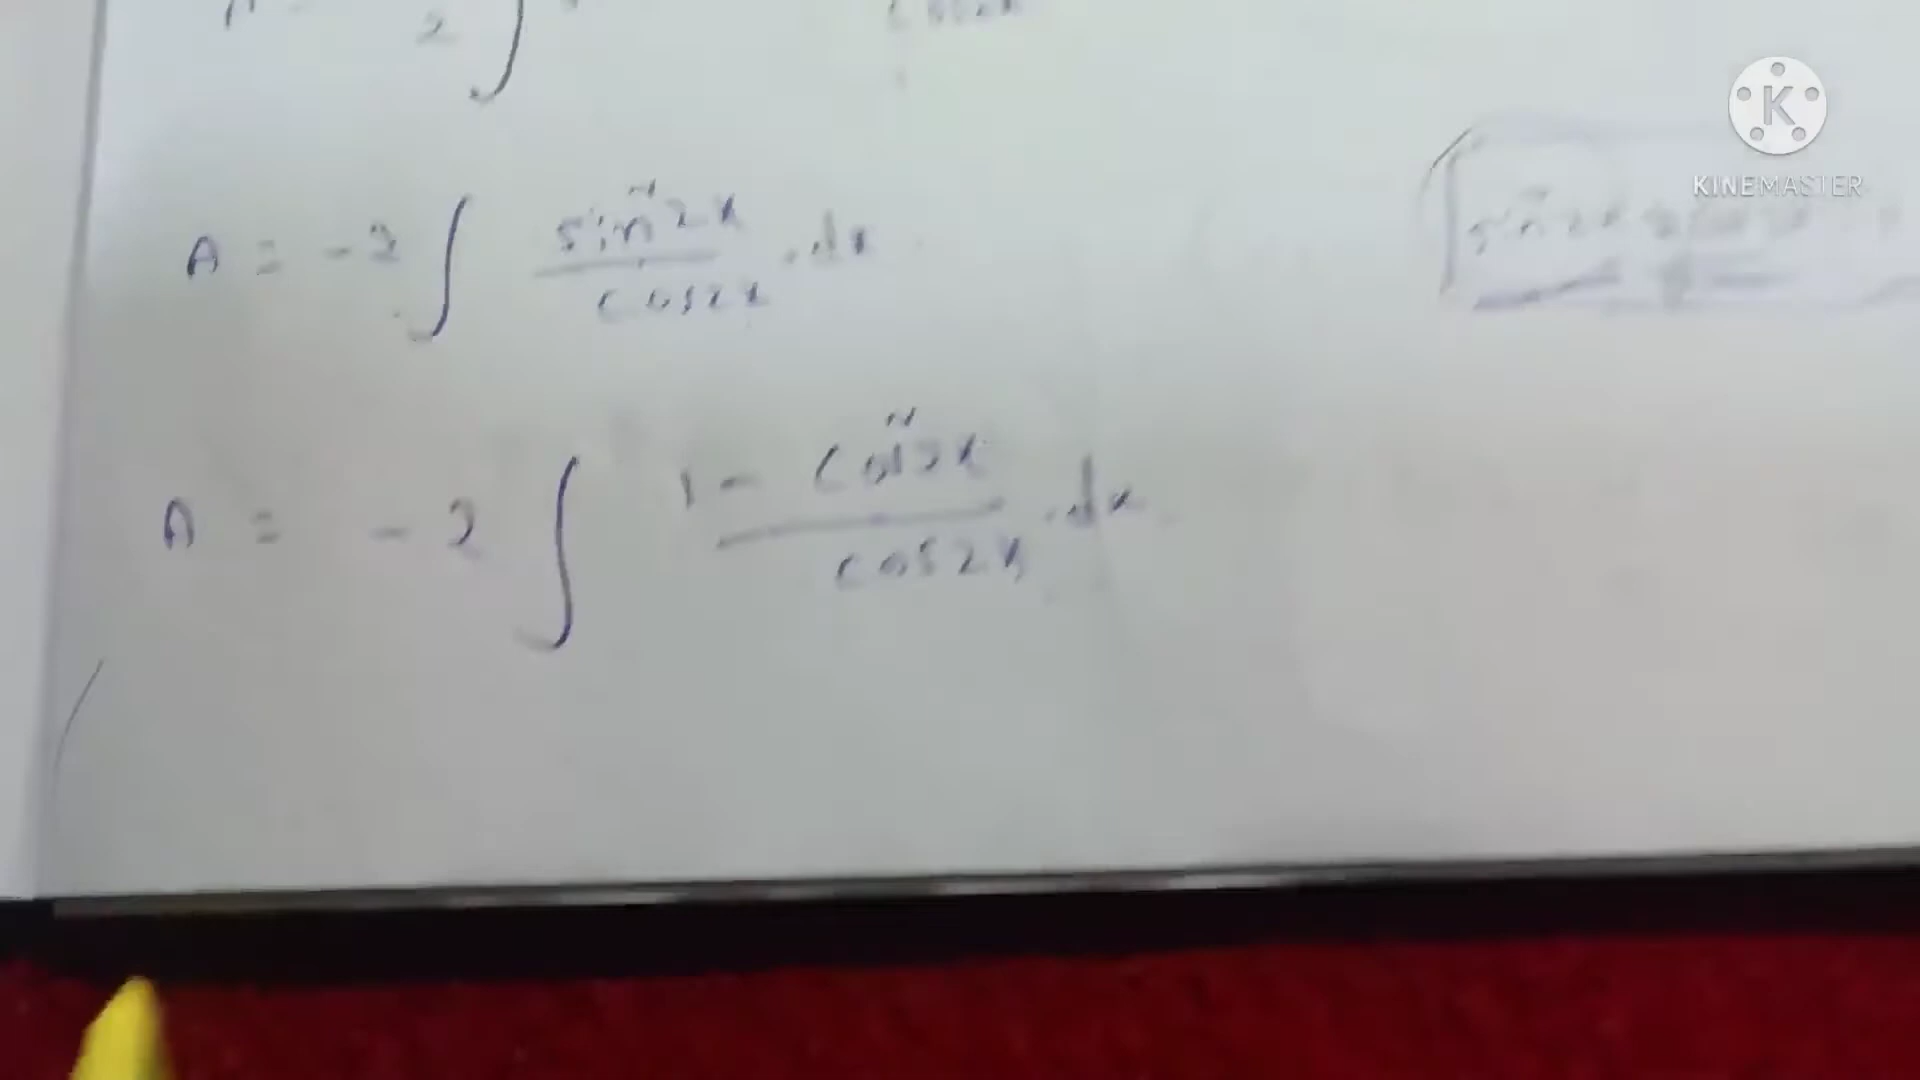 KINEMASTER
A = -2 ∫ sin²2x / cos2x . dx
A = -2 ∫ 1 - cos²2x / cos2x . dx